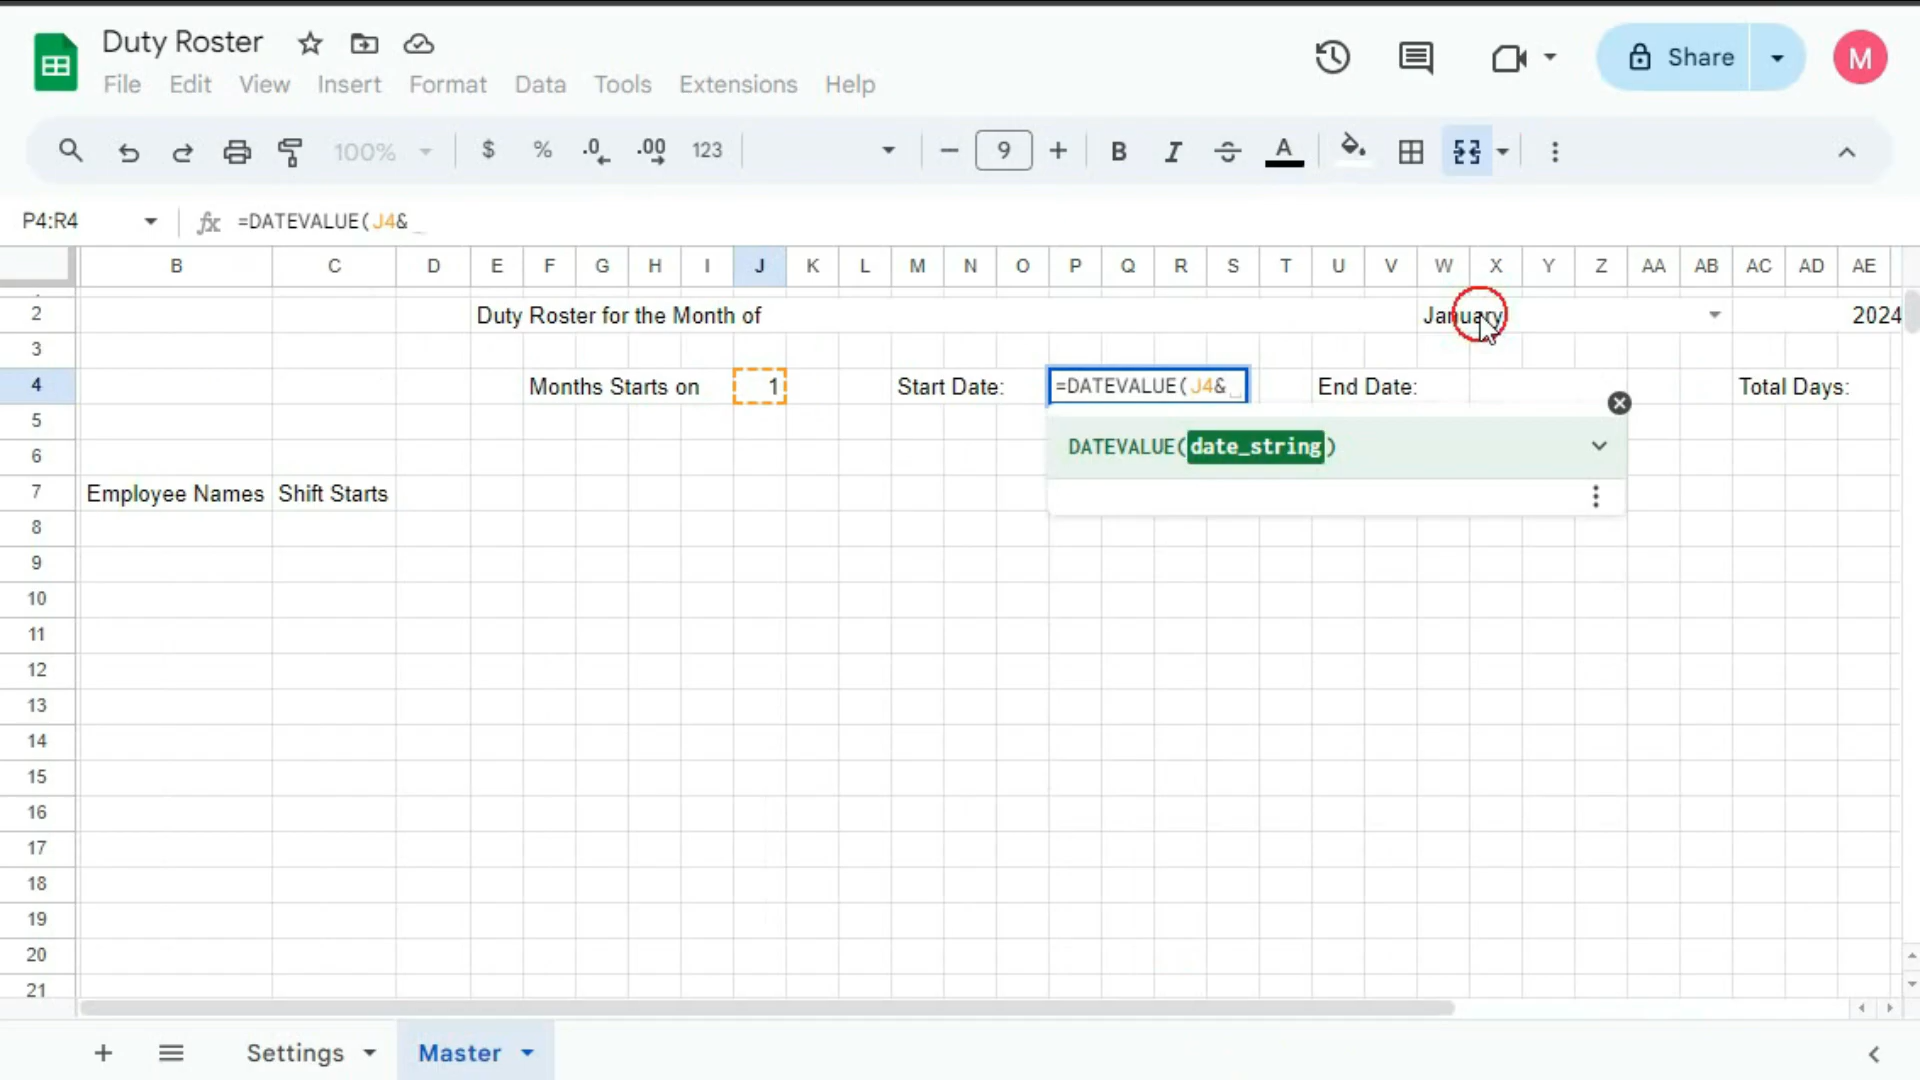 Duty Roster
File Edit View Insert Format Data Tools Extensions Help
Share
M
100% $ % .0 .00 123 9 B I A
P4:R4 fx =DATEVALUE(J4&
B C D E F G H I J K L M N O P Q R S T U V W X Y Z AA AB AC AD AE
2 Duty Roster for the Month of January 2024
3
4 Months Starts on 1 Start Date: =DATEVALUE(J4& End Date: Total Days:
5
DATEVALUE(date_string)
6
7 Employee Names Shift Starts
8
9
10
11
12
13
14
15
16
17
18
19
20
21
Settings Master